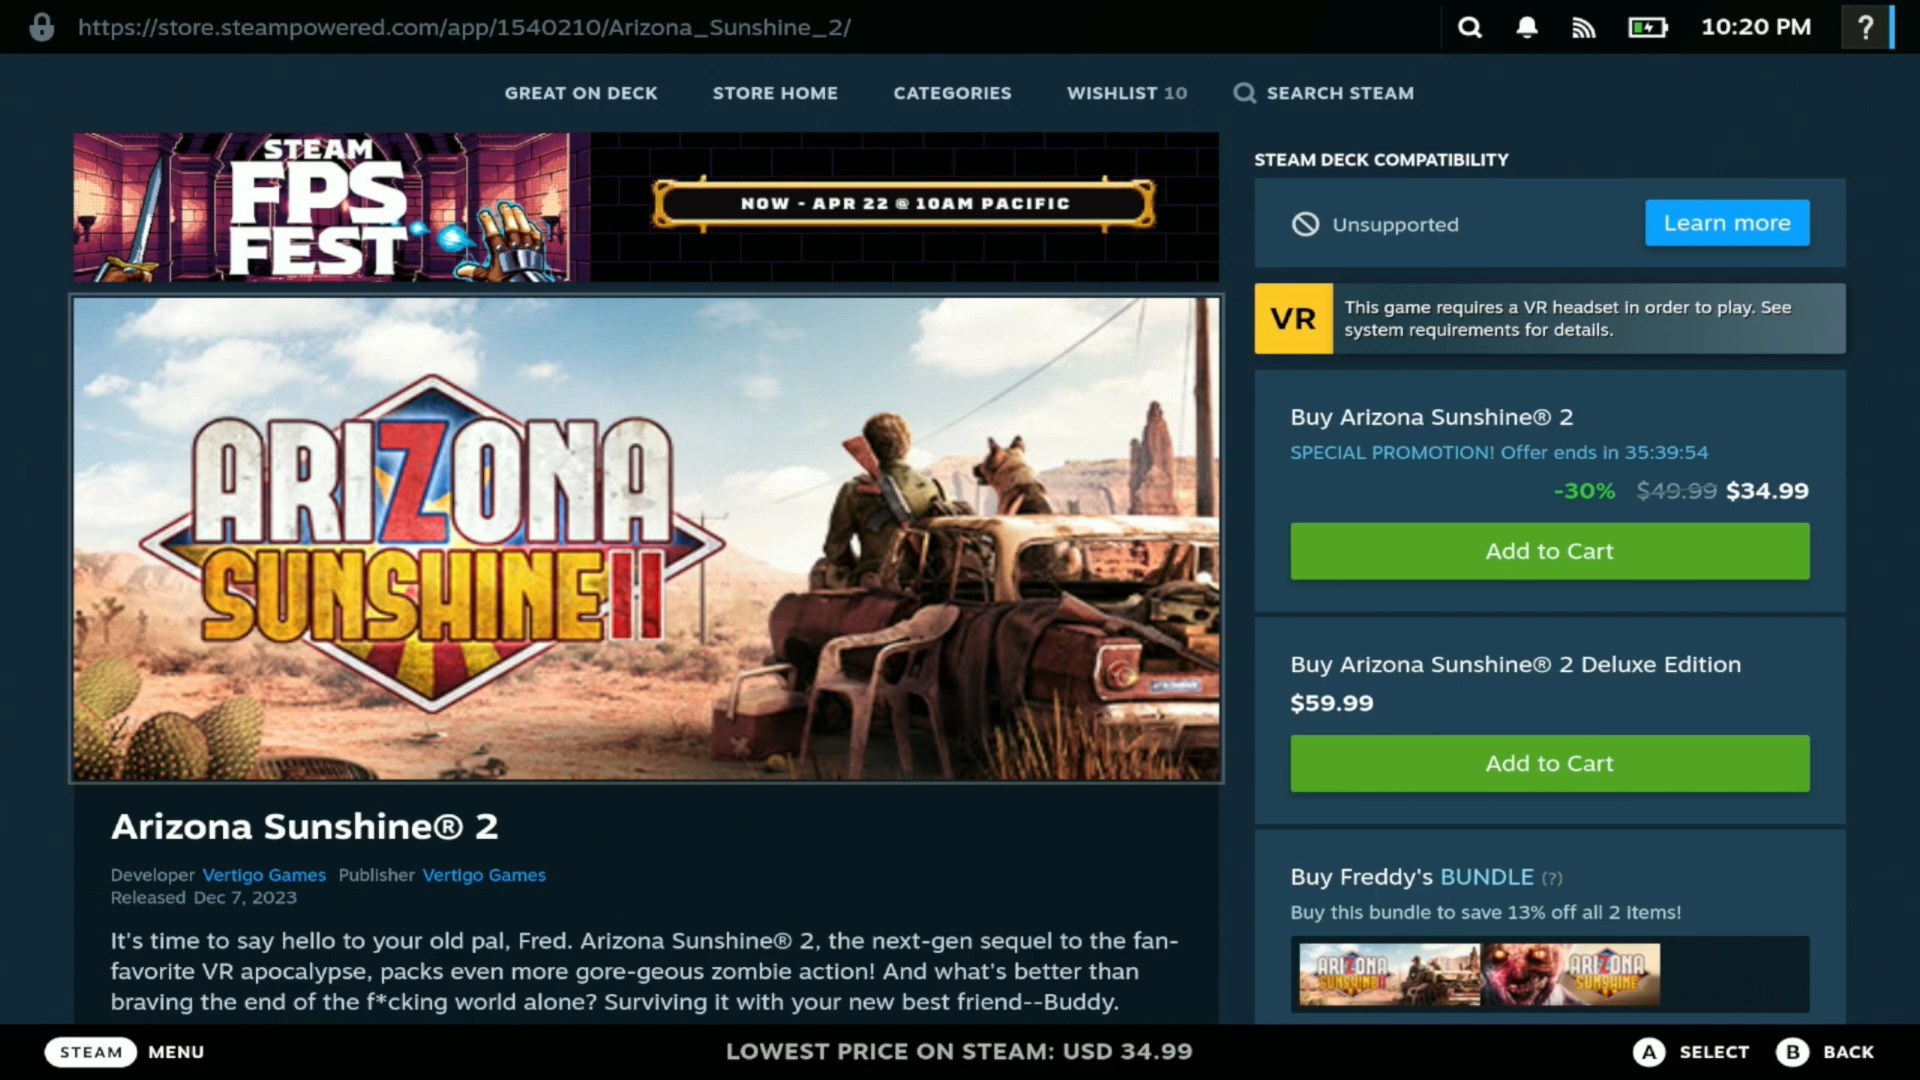 https://store.steampowered.com/app/1540210/Arizona_Sunshine_2/
10:20 PM
?
GREAT ON DECK
STORE HOME
CATEGORIES
WISHLIST 10
SEARCH STEAM
STEAM
FPS
FEST
NOW - APR 22 @ 10AM PACIFIC
STEAM DECK COMPATIBILITY
Unsupported
Learn more
VR
This game requires a VR headset in order to play. See
system requirements for details.
ARIZONA
SUNSHINE II
Buy Arizona Sunshine® 2
SPECIAL PROMOTION! Offer ends in 35:39:54
-30% $49.99 $34.99
Add to Cart
Buy Arizona Sunshine® 2 Deluxe Edition
$59.99
Add to Cart
Buy Freddy's BUNDLE (?)
Buy this bundle to save 13% off all 2 items!
ARIZONA
SUNSHINE II
ARIZONA
SUNSHINE
Arizona Sunshine® 2
Developer Vertigo Games Publisher Vertigo Games
Released Dec 7, 2023
It's time to say hello to your old pal, Fred. Arizona Sunshine® 2, the next-gen sequel to the fan-
favorite VR apocalypse, packs even more gore-geous zombie action! And what's better than
braving the end of the f*cking world alone? Surviving it with your new best friend--Buddy.
STEAM MENU
LOWEST PRICE ON STEAM: USD 34.99
A SELECT
B BACK